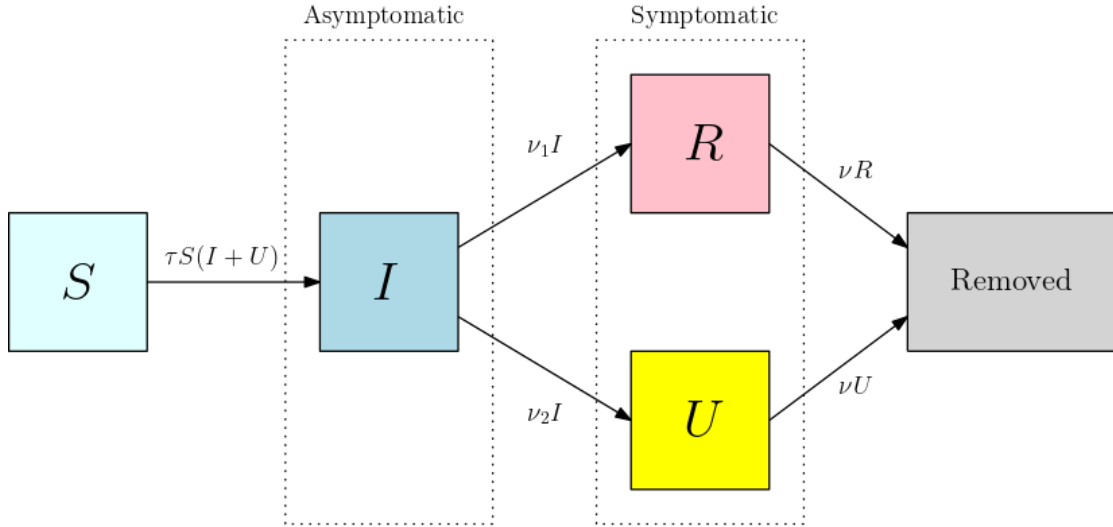 Asymptomatic
Symptomatic
S
τS(I + U)
I
ν₁I
ν₂I
R
U
νR
νU
Removed